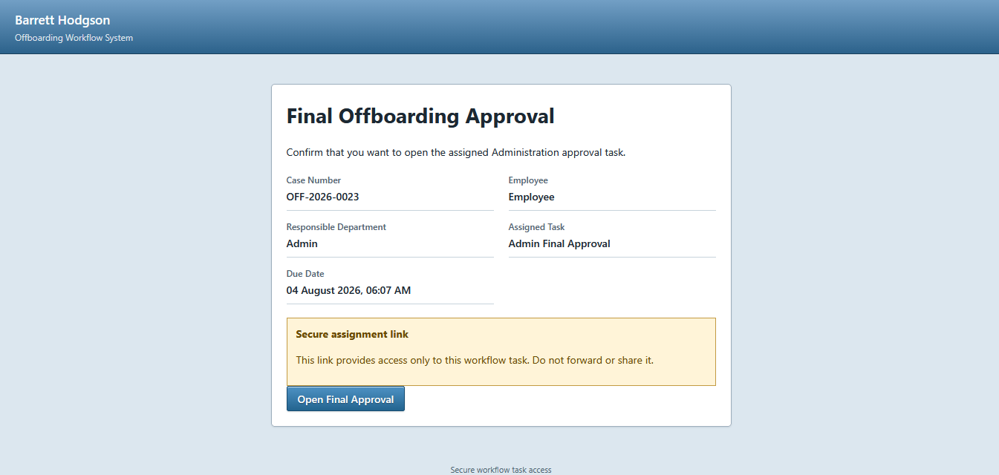 Barrett Hodgson
Offboarding Workflow System
Final Offboarding Approval
Confirm that you want to open the assigned Administration approval task.
Case Number
OFF-2026-0023
Employee
Employee
Responsible Department
Admin
Assigned Task
Admin Final Approval
Due Date
04 August 2026, 06:07 AM
Secure assignment link
This link provides access only to this workflow task. Do not forward or share it.
Open Final Approval
Secure workflow task access